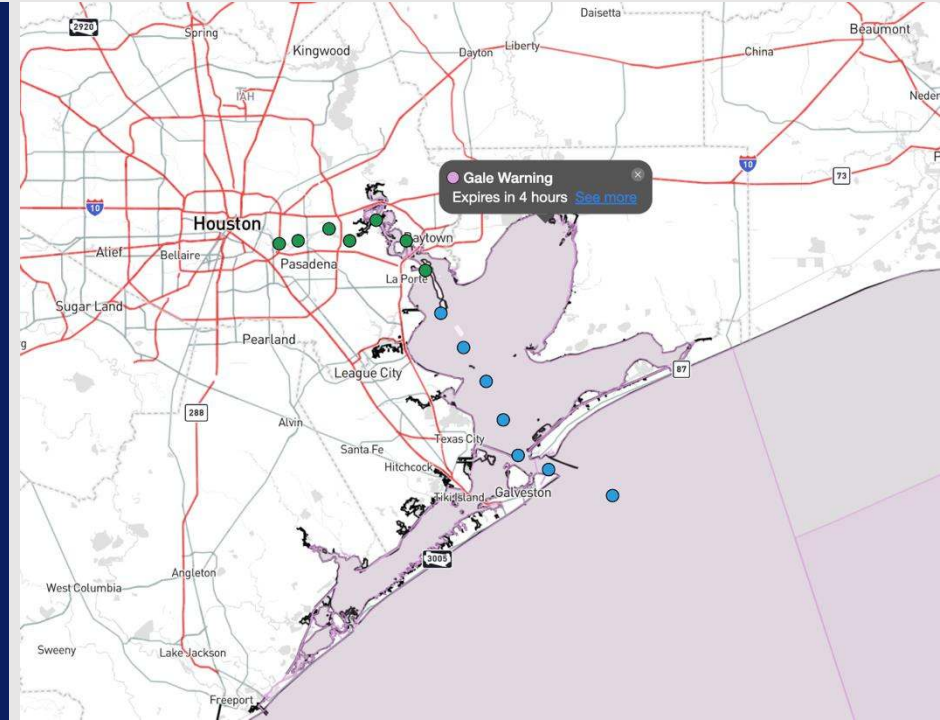 Daisetta
2920
Spring
Beaumont
Kingwood
Dayton
Liberty
China
IAH
10
73
Gale Warning
Expires in 4 hours See more
10
Houston
Baytown
Alief
Bellaire
Pasadena
La Porte
Sugar Land
Pearland
League City
87
288
Alvin
Texas City
Santa Fe
Hitchcock
Tiki Island
Galveston
3005
Angleton
West Columbia
Sweeny
Lake Jackson
Freeport